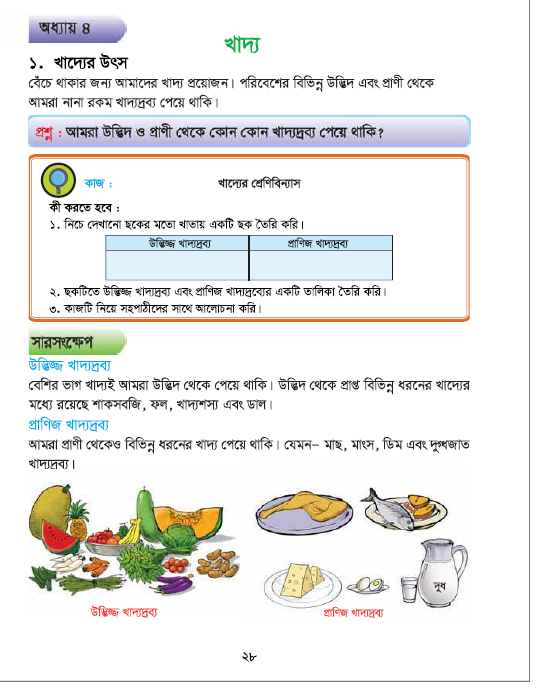 অধ্যায় ৪
খাদ্য
১. খাদ্যের উৎস
বেঁচে থাকার জন্য আমাদের খাদ্য প্রয়োজন। পরিবেশের বিভিন্ন উদ্ভিদ এবং প্রাণী থেকে
আমরা নানা রকম খাদ্যদ্রব্য পেয়ে থাকি।
প্রশ্ন : আমরা উদ্ভিদ ও প্রাণী থেকে কোন কোন খাদ্যদ্রব্য পেয়ে থাকি?
কাজ : খাদ্যের শ্রেণিবিন্যাস
কী করতে হবে :
১. নিচে দেখানো ছকের মতো খাতায় একটি ছক তৈরি করি।
উদ্ভিজ্জ খাদ্যদ্রব্য প্রাণিজ খাদ্যদ্রব্য
২. ছকটিতে উদ্ভিজ্জ খাদ্যদ্রব্য এবং প্রাণিজ খাদ্যদ্রব্যের একটি তালিকা তৈরি করি।
৩. কাজটি নিয়ে সহপাঠীদের সাথে আলোচনা করি।
সারসংক্ষেপ
উদ্ভিজ্জ খাদ্যদ্রব্য
বেশির ভাগ খাদ্যই আমরা উদ্ভিদ থেকে পেয়ে থাকি। উদ্ভিদ থেকে প্রাপ্ত বিভিন্ন ধরনের খাদ্যের
মধ্যে রয়েছে শাকসবজি, ফল, খাদ্যশস্য এবং ডাল।
প্রাণিজ খাদ্যদ্রব্য
আমরা প্রাণী থেকেও বিভিন্ন ধরনের খাদ্য পেয়ে থাকি। যেমন– মাছ, মাংস, ডিম এবং দুগ্ধজাত
খাদ্যদ্রব্য।
দুধ
উদ্ভিজ্জ খাদ্যদ্রব্য প্রাণিজ খাদ্যদ্রব্য
২৮